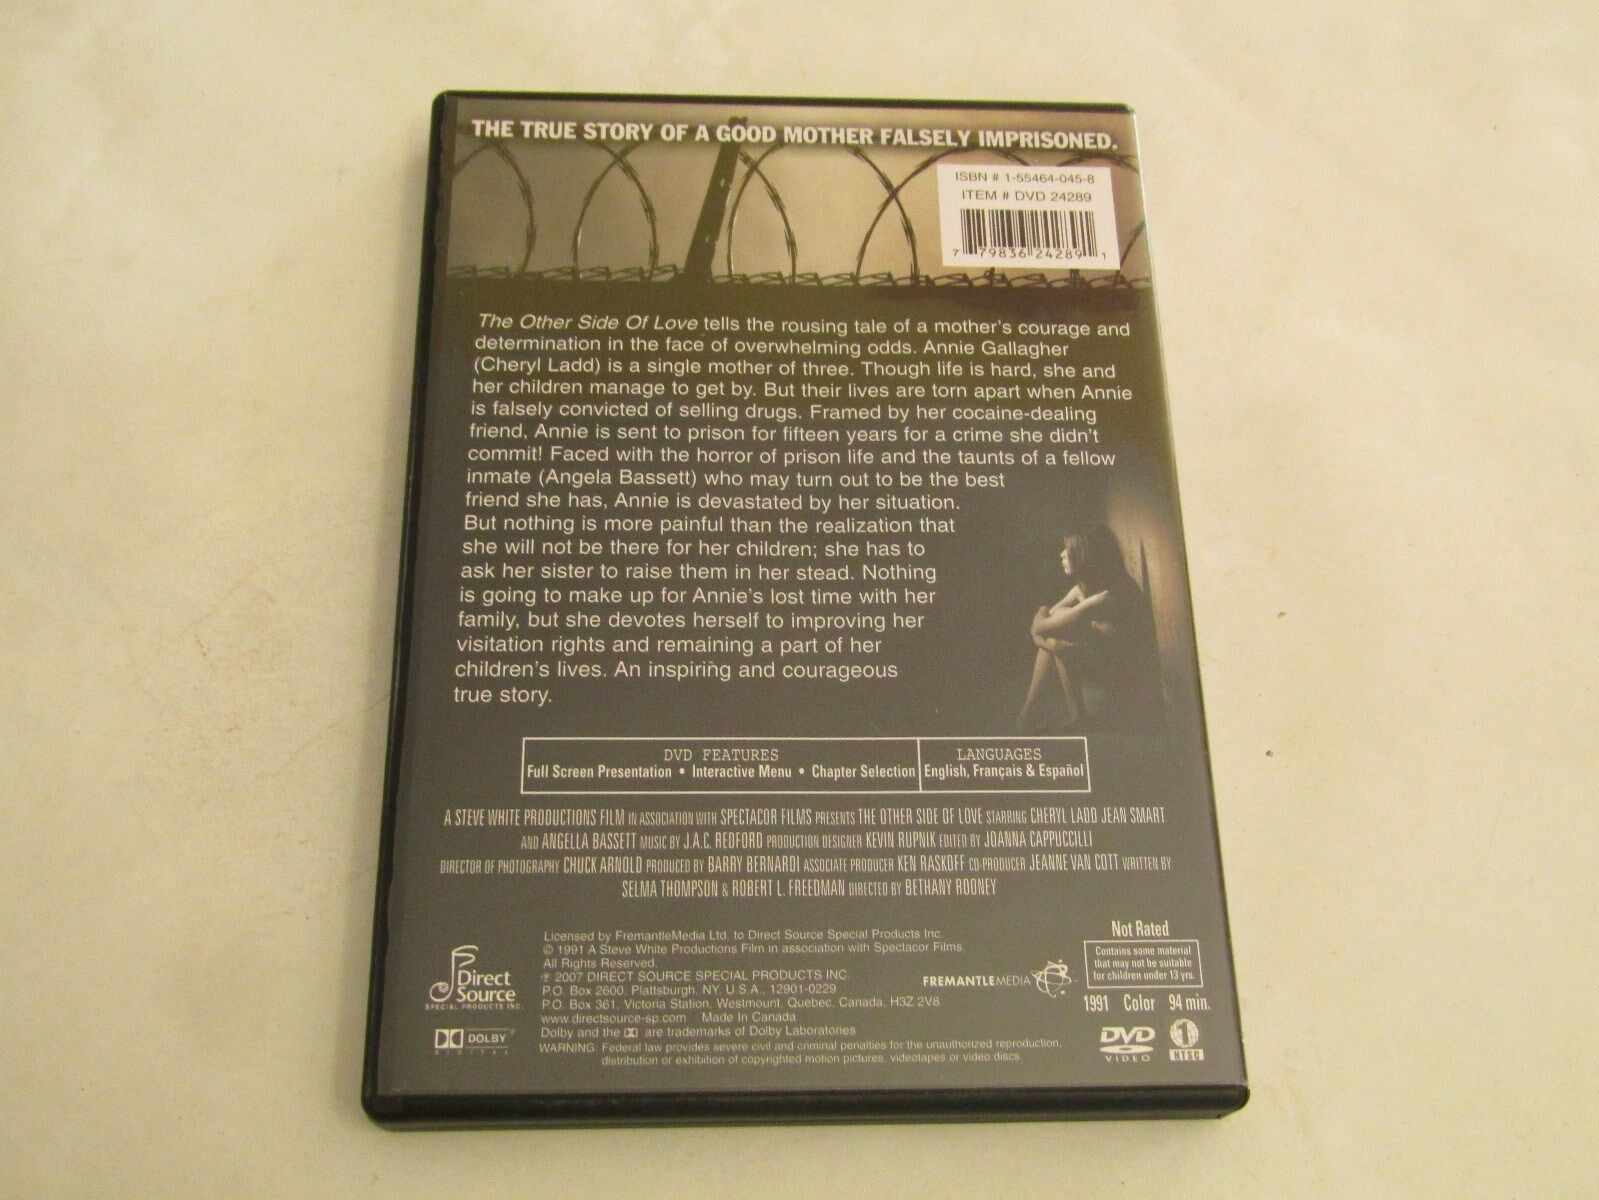 THE TRUE STORY OF A GOOD MOTHER FALSELY IMPRISONED.
ISBN # 1-55464-045-8
ITEM # DVD 24289
7 79836 24289 1
The Other Side Of Love tells the rousing tale of a mother's courage and
determination in the face of overwhelming odds. Annie Gallagher
(Cheryl Ladd) is a single mother of three. Though life is hard, she and
her children manage to get by. But their lives are torn apart when Annie
is falsely convicted of selling drugs. Framed by her cocaine-dealing
friend, Annie is sent to prison for fifteen years for a crime she didn't
commit! Faced with the horror of prison life and the taunts of a fellow
inmate (Angela Bassett) who may turn out to be the best
friend she has, Annie is devastated by her situation.
But nothing is more painful than the realization that
she will not be there for her children; she has to
ask her sister to raise them in her stead. Nothing
is going to make up for Annie's lost time with her
family, but she devotes herself to improving her
visitation rights and remaining a part of her
children's lives. An inspiring and courageous
true story.
DVD FEATURES
Full Screen Presentation • Interactive Menu • Chapter Selection
LANGUAGES
English, Français & Español
A STEVE WHITE PRODUCTIONS FILM IN ASSOCIATION WITH SPECTACOR FILMS PRESENTS THE OTHER SIDE OF LOVE STARRING CHERYL LADD JEAN SMART
AND ANGELLA BASSETT MUSIC BY J.A.C. REDFORD PRODUCTION DESIGNER KEVIN RUPNIK EDITED BY JOANNA CAPPUCCILLI
DIRECTOR OF PHOTOGRAPHY CHUCK ARNOLD PRODUCED BY BARRY BERNARDI ASSOCIATE PRODUCER KEN RASKOFF CO-PRODUCER JEANNE VAN COTT WRITTEN BY
SELMA THOMPSON & ROBERT L. FREEDMAN DIRECTED BY BETHANY ROONEY
Direct
Source
SPECIAL PRODUCTS INC.
DOLBY
DIGITAL
Licensed by FremantleMedia Ltd. to Direct Source Special Products Inc.
© 1991 A Steve White Productions Film in association with Spectacor Films.
All Rights Reserved.
℗ 2007 DIRECT SOURCE SPECIAL PRODUCTS INC.
P.O. Box 2600, Plattsburgh, NY, U.S.A., 12901-0229
P.O. Box 361, Victoria Station, Westmount, Quebec, Canada, H3Z 2V8
www.directsource-sp.com Made In Canada
Dolby and the DD are trademarks of Dolby Laboratories
WARNING: Federal law provides severe civil and criminal penalties for the unauthorized reproduction,
distribution or exhibition of copyrighted motion pictures, videotapes or video discs.
FREMANTLEMEDIA
Not Rated
Contains some material
that may not be suitable
for children under 13 yrs.
1991 Color 94 min.
DVD
VIDEO
1
NTSC